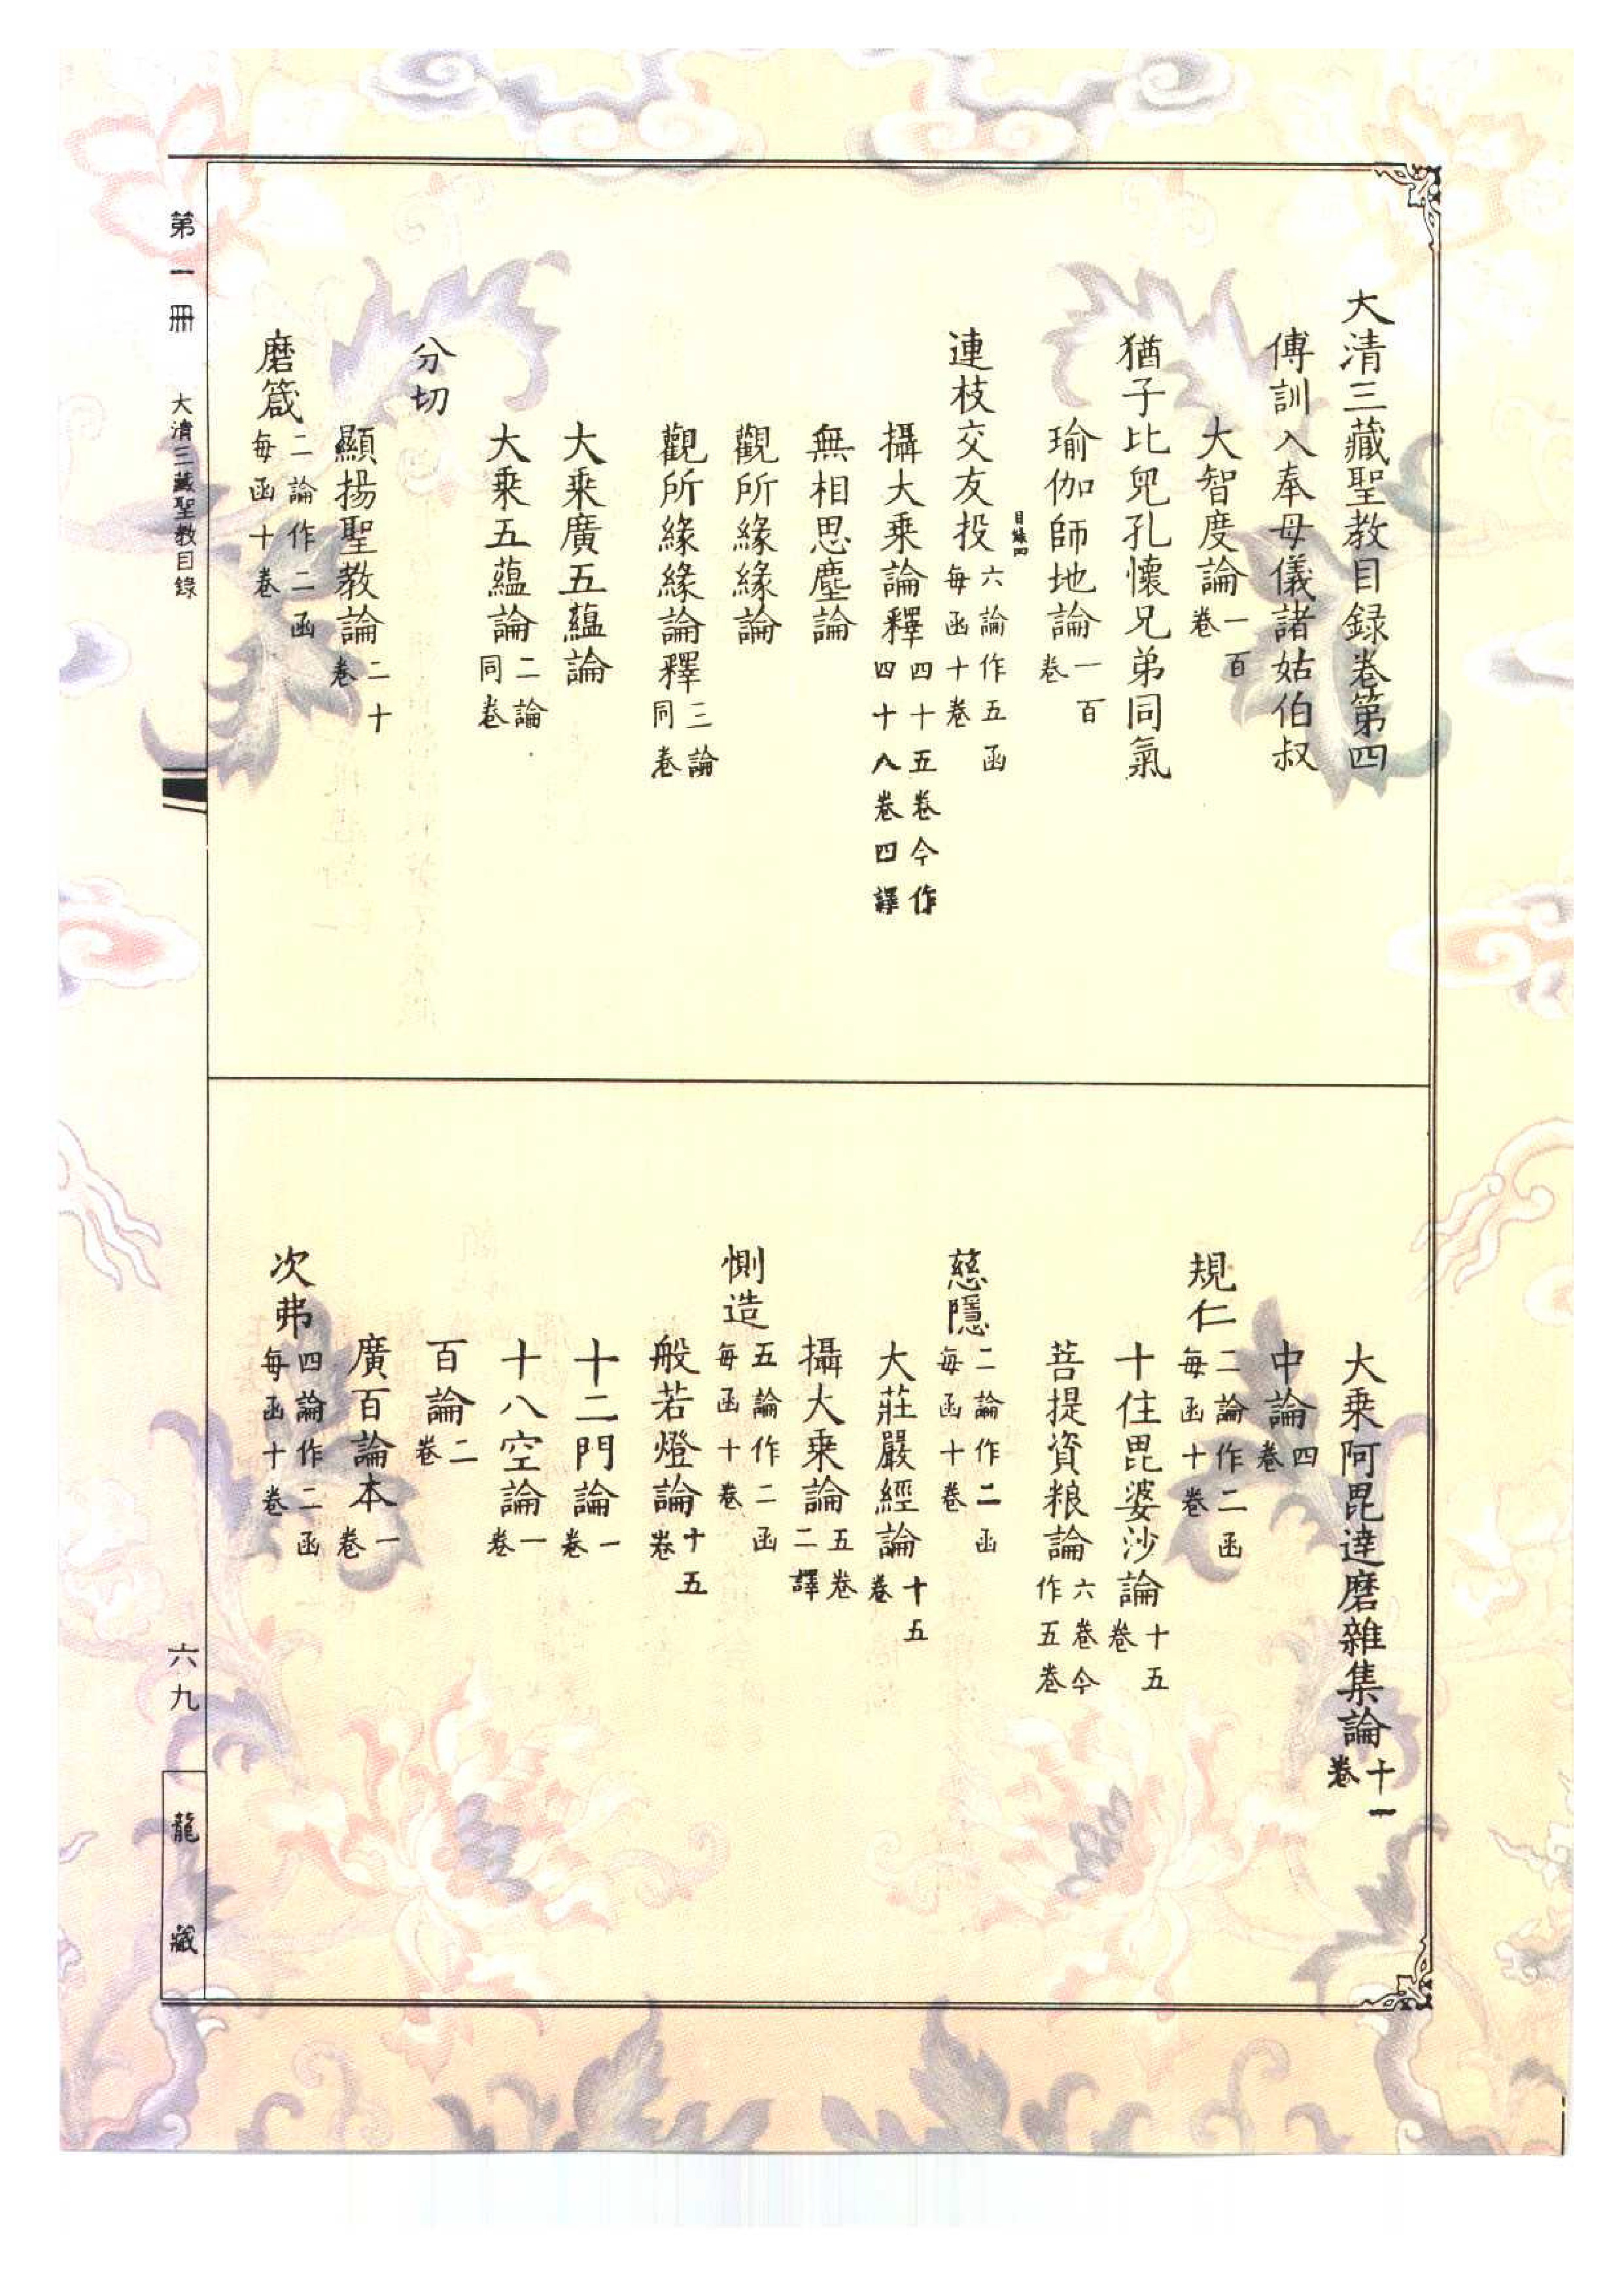 大清三藏聖教目録卷第四
傅訓入奉母儀諸姑伯叔
大智度論一百卷
猶子比兒孔懷兄弟同氣
瑜伽師地論一百卷
目錄四
連枝交友投六論作五函每函十卷
攝大乗論釋四十五卷今作四十八卷四譯
無相思塵論
觀所緣緣論
觀所緣緣論釋三論同卷
大乗廣五蘊論
大乗五蘊論二論同卷
分切
顯揚聖教論二十卷
磨箴二論作二函每函十卷
大乗阿毘達磨雜集論十一卷
中論四卷
規仁二論作二函每函十卷
十住毘婆沙論十五卷
菩提資粮論六卷今作五卷
慈隱二論作二函每函十卷
大莊嚴經論十五卷
攝大乗論五卷二譯
惻造五論作二函每函十卷
般若燈論十五卷
十二門論一卷
十八空論一卷
百論二卷
廣百論本一卷
次弗四論作二函每函十卷
第一冊 大清三藏聖教目錄
六九
龍藏